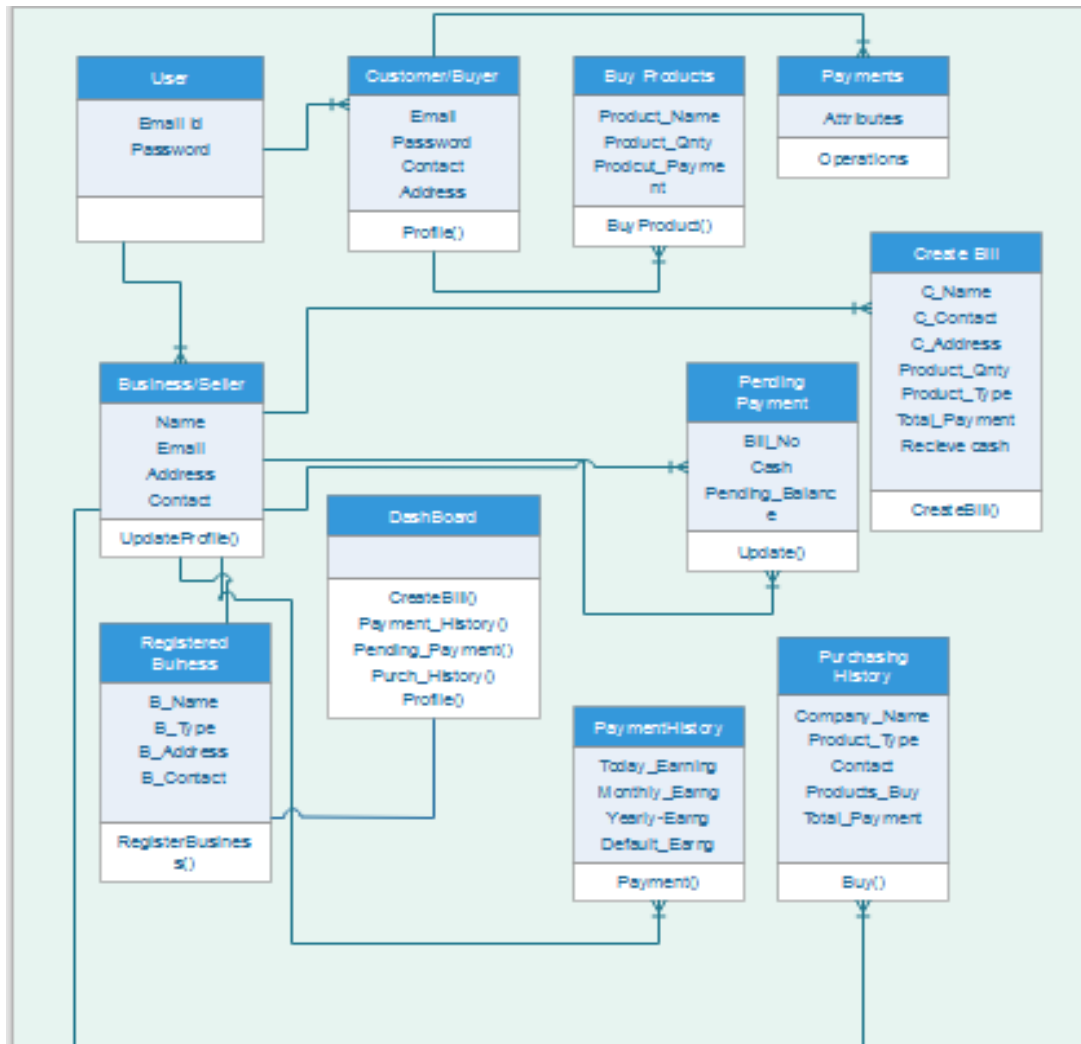 User
Email Id
Password
Customer/Buyer
Email
Password
Contact
Address
Profile()
Buy Products
Product_Name
Product_Qnty
Prodcut_Payme
nt
BuyProduct()
Payments
Attributes
Operations
Create Bill
C_Name
C_Contact
C_Address
Product_Qnty
Product_Type
Total_Payment
Recieve cash
CreateBill()
Business/Seller
Name
Email
Address
Contact
UpdateProfile()
Pending
Payment
Bill_No
Cash
Pending_Balanc
e
Update()
DashBoard
CreateBill()
Payment_History()
Pending_Payment()
Purch_History()
Profile()
Registered
Buiness
B_Name
B_Type
B_Address
B_Contact
RegisterBusines
s()
PaymentHistory
Today_Earning
Monthly_Earng
Yearly-Earng
Default_Earng
Payment()
Purchasing
History
Company_Name
Product_Type
Contact
Products_Buy
Total_Payment
Buy()